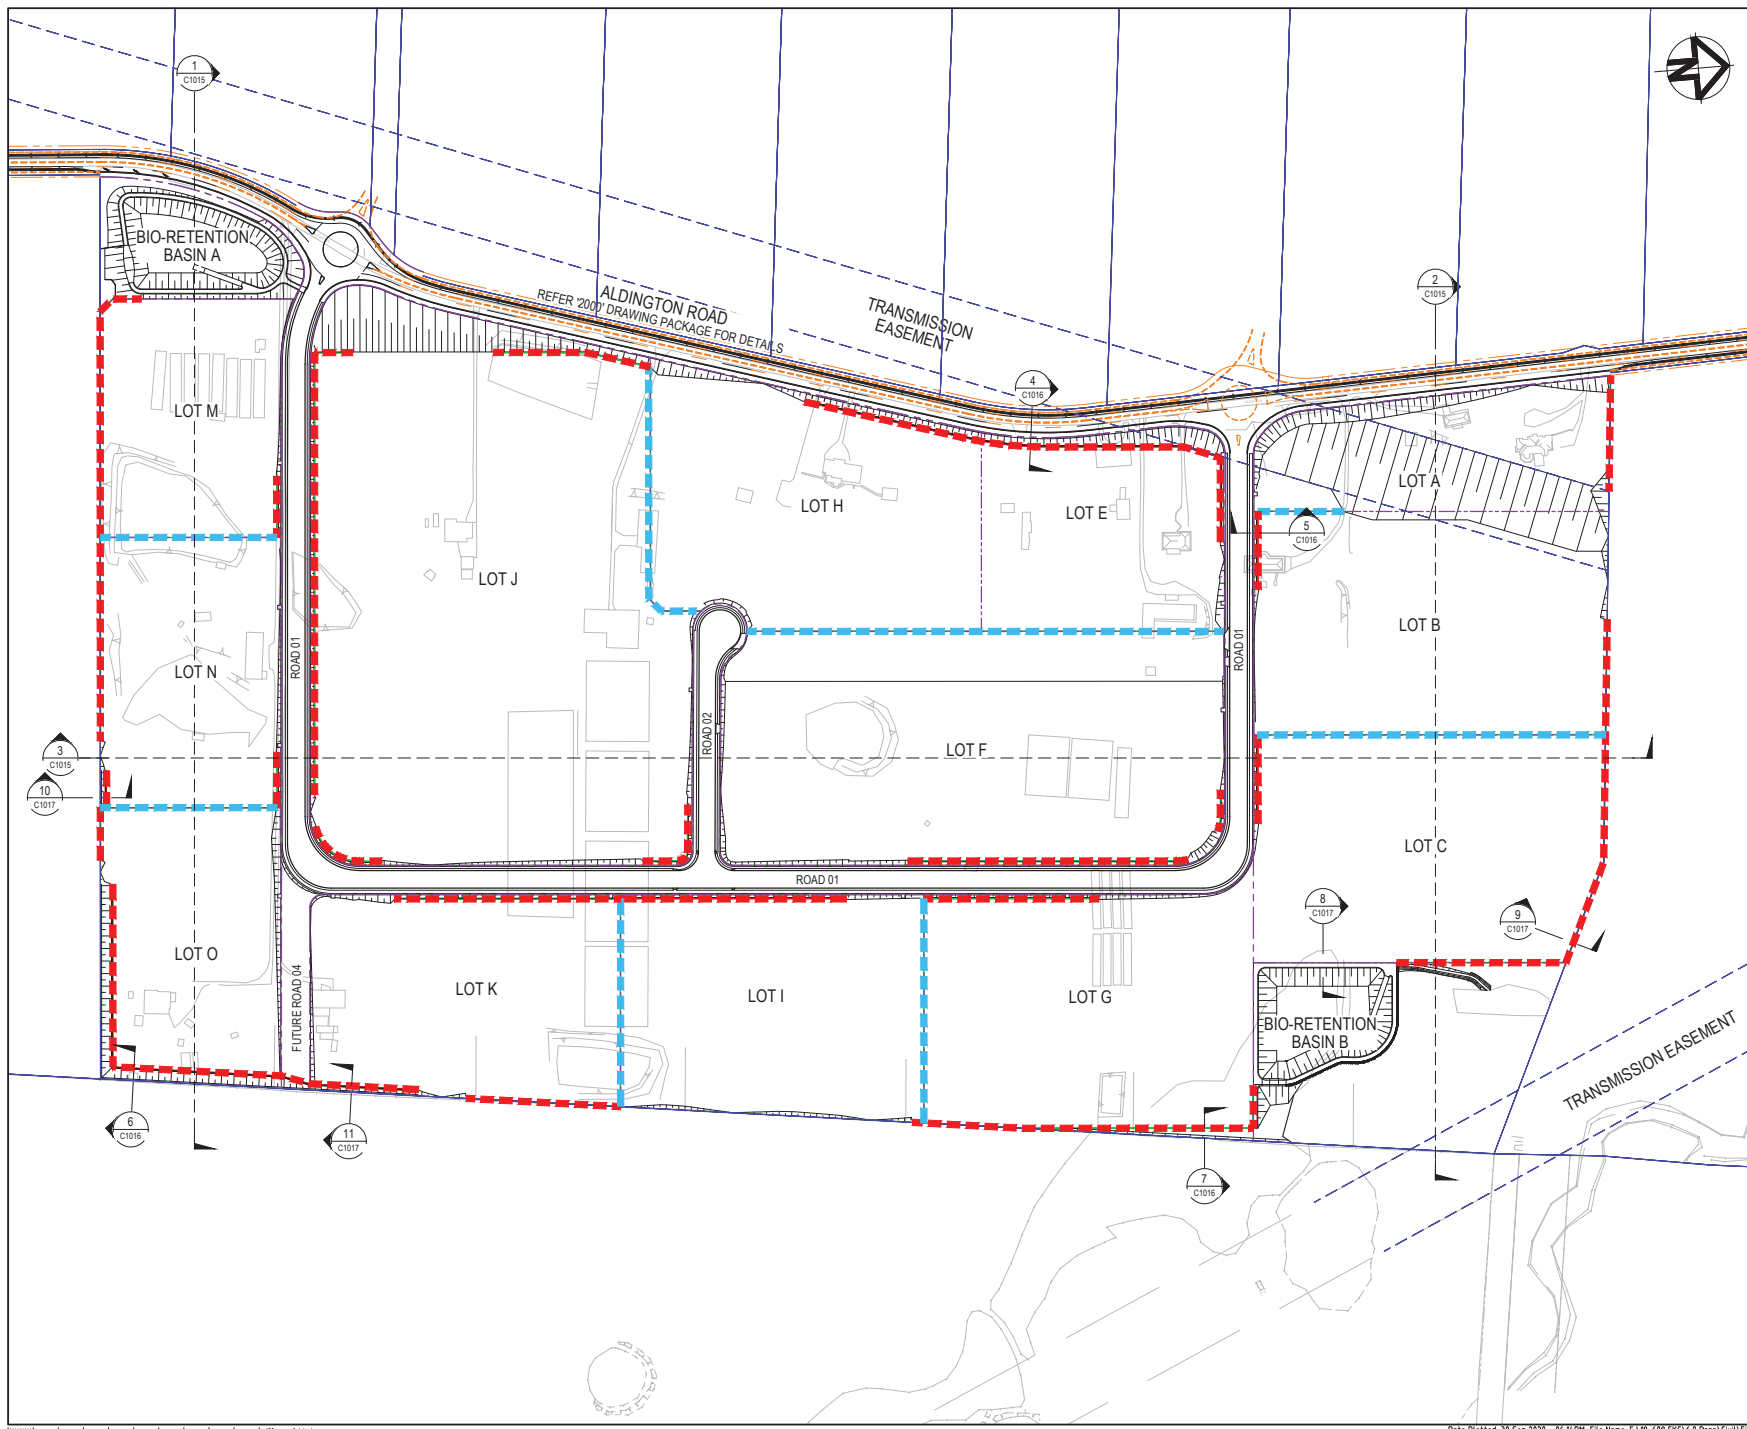 1
C1015
N
BIO-RETENTION
BASIN A
ALDINGTON ROAD
REFER '2000' DRAWING PACKAGE FOR DETAILS
TRANSMISSION
EASEMENT
2
C1015
4
C1016
LOT M
LOT H
LOT E
LOT A
5
C1016
LOT J
LOT B
ROAD 01
LOT N
ROAD 01
ROAD 02
LOT F
3
C1015
10
C1017
LOT C
ROAD 01
8
C1017
9
C1017
LOT O
FUTURE ROAD 04
LOT K
LOT I
LOT G
BIO-RETENTION
BASIN B
TRANSMISSION EASEMENT
6
C1016
11
C1017
7
C1016